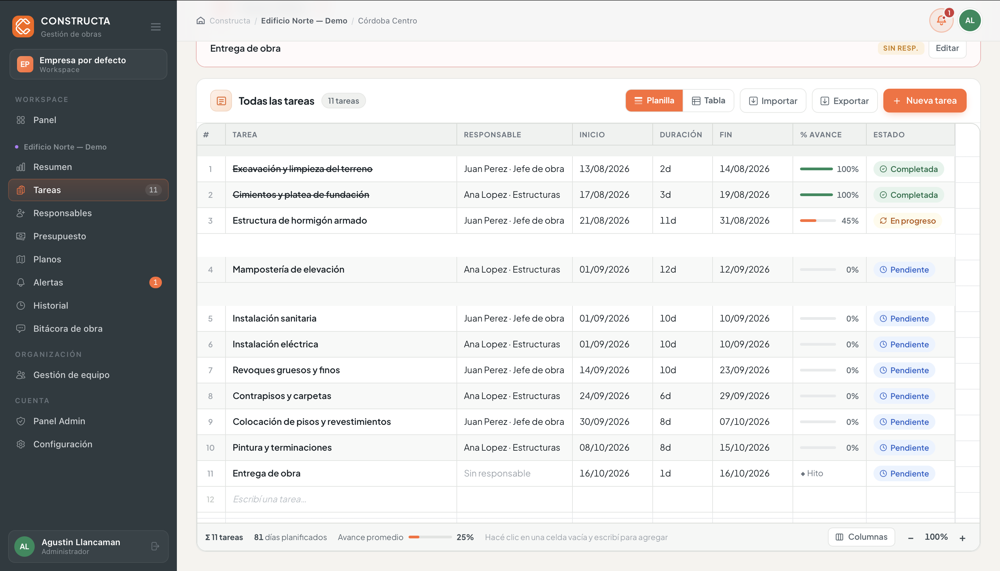 CONSTRUCTA
Gestión de obras
EP
Empresa por defecto
Workspace
WORKSPACE
Panel
Edificio Norte — Demo
Resumen
Tareas 11
Responsables
Presupuesto
Planos
Alertas 1
Historial
Bitácora de obra
ORGANIZACIÓN
Gestión de equipo
CUENTA
Panel Admin
Configuración
AL
Agustin Llancaman
Administrador
Constructa / Edificio Norte — Demo / Córdoba Centro
1
AL
Entrega de obra SIN RESP. Editar
Todas las tareas 11 tareas Planilla Tabla Importar Exportar + Nueva tarea
# TAREA RESPONSABLE INICIO DURACIÓN FIN % AVANCE ESTADO
1 Excavación y limpieza del terreno Juan Perez · Jefe de obra 13/08/2026 2d 14/08/2026 100% Completada
2 Cimientos y platea de fundación Ana Lopez · Estructuras 17/08/2026 3d 19/08/2026 100% Completada
3 Estructura de hormigón armado Juan Perez · Jefe de obra 21/08/2026 11d 31/08/2026 45% En progreso
4 Mampostería de elevación Ana Lopez · Estructuras 01/09/2026 12d 12/09/2026 0% Pendiente
5 Instalación sanitaria Juan Perez · Jefe de obra 01/09/2026 10d 10/09/2026 0% Pendiente
6 Instalación eléctrica Ana Lopez · Estructuras 01/09/2026 10d 10/09/2026 0% Pendiente
7 Revoques gruesos y finos Juan Perez · Jefe de obra 14/09/2026 10d 23/09/2026 0% Pendiente
8 Contrapisos y carpetas Ana Lopez · Estructuras 24/09/2026 6d 29/09/2026 0% Pendiente
9 Colocación de pisos y revestimientos Juan Perez · Jefe de obra 30/09/2026 8d 07/10/2026 0% Pendiente
10 Pintura y terminaciones Ana Lopez · Estructuras 08/10/2026 8d 15/10/2026 0% Pendiente
11 Entrega de obra Sin responsable 16/10/2026 1d 16/10/2026 ◆ Hito Pendiente
12 Escribí una tarea...
Σ 11 tareas 81 días planificados Avance promedio 25% Hacé clic en una celda vacía y escribí para agregar Columnas − 100% +